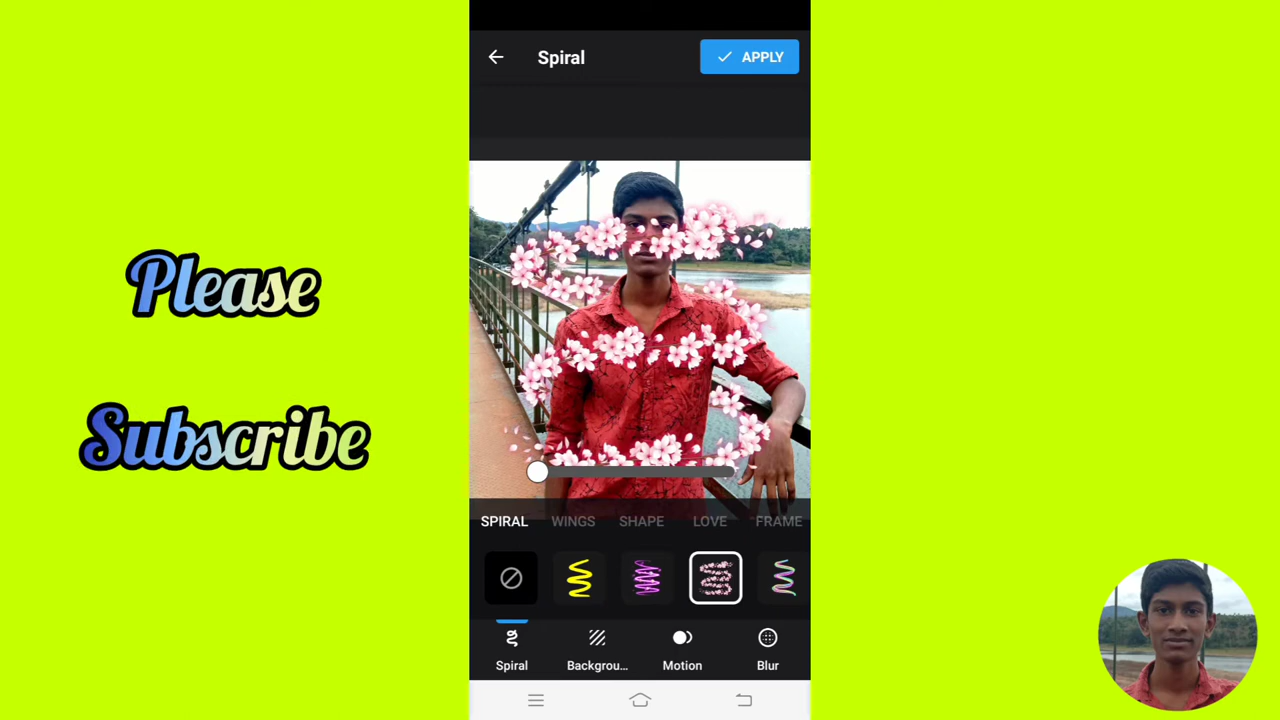 Spiral
APPLY
Please
Subscribe
SPIRAL WINGS SHAPE LOVE FRAME
Spiral Backgrou... Motion Blur